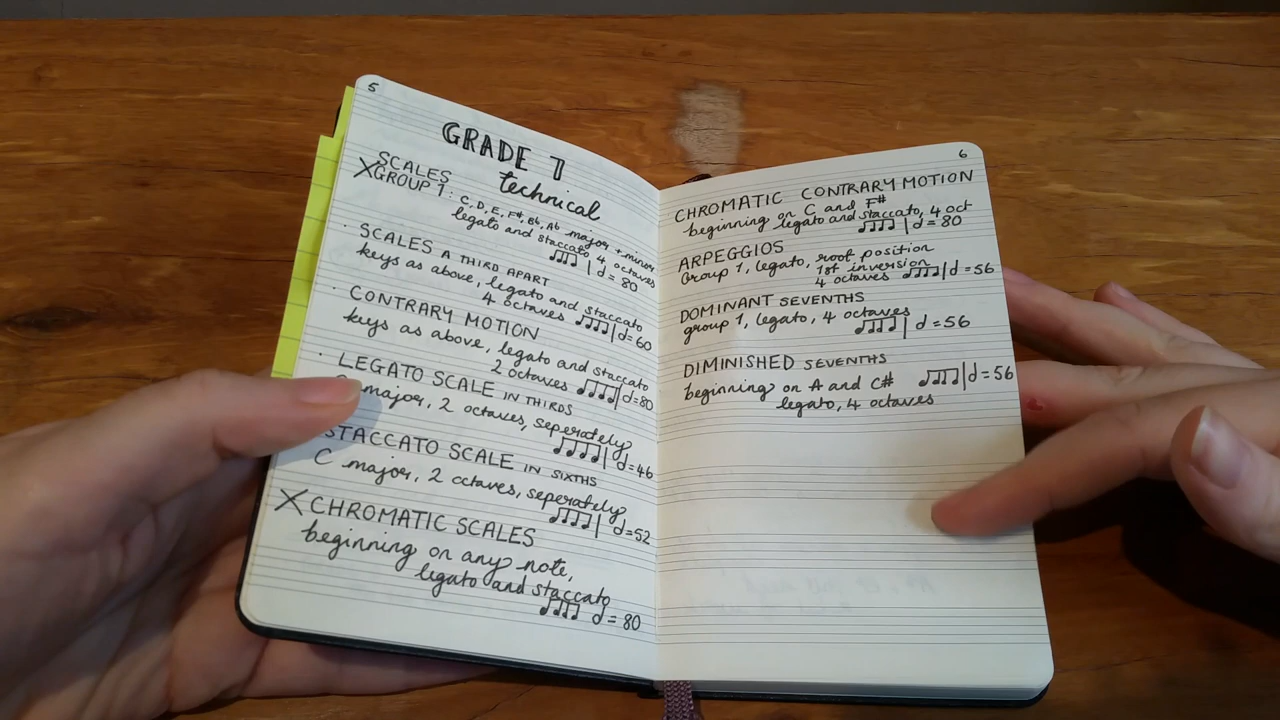 5
GRADE 7
technical
X SCALES
GROUP 1: C, D, E, F#, Bb, Ab major + minor
legato and staccato, 4 octaves
♩♩♩♩ | d = 80
· SCALES A THIRD APART
keys as above, legato and staccato
4 octaves ♩♩♩♩ | d = 60
· CONTRARY MOTION
keys as above, legato and staccato
2 octaves ♩♩♩♩ | d = 80
· LEGATO SCALE IN THIRDS
major, 2 octaves, seperately
♩♩♩♩ | d = 46
STACCATO SCALE IN SIXTHS
C major, 2 octaves, seperately
♩♩♩♩ | d = 52
X CHROMATIC SCALES
beginning on any note,
legato and staccato
♩♩♩♩ d = 80
6
CHROMATIC CONTRARY MOTION
beginning on C and F#
legato and staccato, 4 oct
♩♩♩♩ | d = 80
ARPEGGIOS
Group 1, legato, root position
1st inversion
4 octaves ♩♩♩♩ | d = 56
DOMINANT SEVENTHS
group 1, legato, 4 octaves
♩♩♩♩ | d = 56
DIMINISHED SEVENTHS
beginning on A and C# ♩♩♩♩ | d = 56
legato, 4 octaves